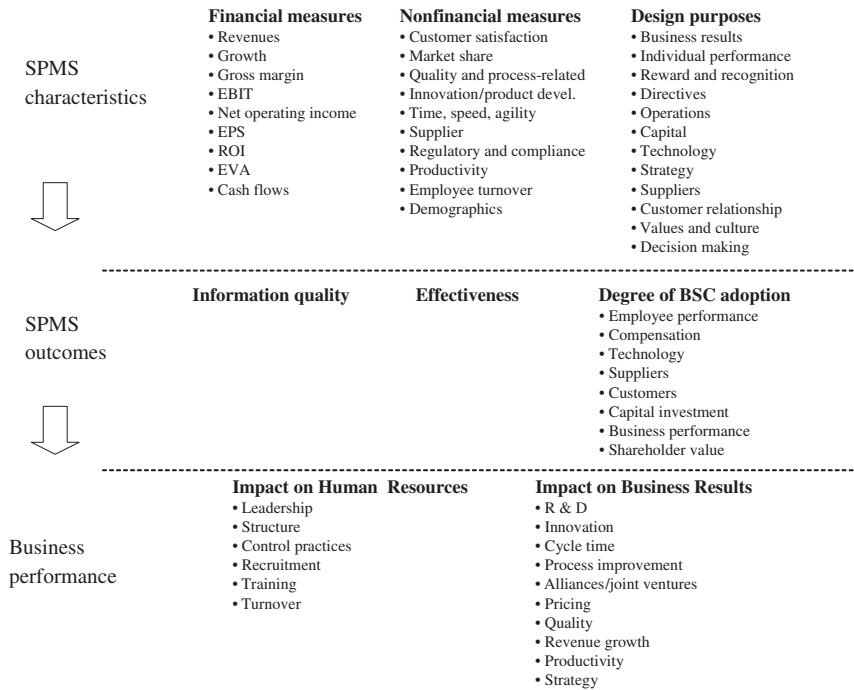 SPMS
characteristics
Financial measures
• Revenues
• Growth
• Gross margin
• EBIT
• Net operating income
• EPS
• ROI
• EVA
• Cash flows
Nonfinancial measures
• Customer satisfaction
• Market share
• Quality and process-related
• Innovation/product devel.
• Time, speed, agility
• Supplier
• Regulatory and compliance
• Productivity
• Employee turnover
• Demographics
Design purposes
• Business results
• Individual performance
• Reward and recognition
• Directives
• Operations
• Capital
• Technology
• Strategy
• Suppliers
• Customer relationship
• Values and culture
• Decision making
SPMS
outcomes
Information quality
Effectiveness
Degree of BSC adoption
• Employee performance
• Compensation
• Technology
• Suppliers
• Customers
• Capital investment
• Business performance
• Shareholder value
Business
performance
Impact on Human Resources
• Leadership
• Structure
• Control practices
• Recruitment
• Training
• Turnover
Impact on Business Results
• R & D
• Innovation
• Cycle time
• Process improvement
• Alliances/joint ventures
• Pricing
• Quality
• Revenue growth
• Productivity
• Strategy